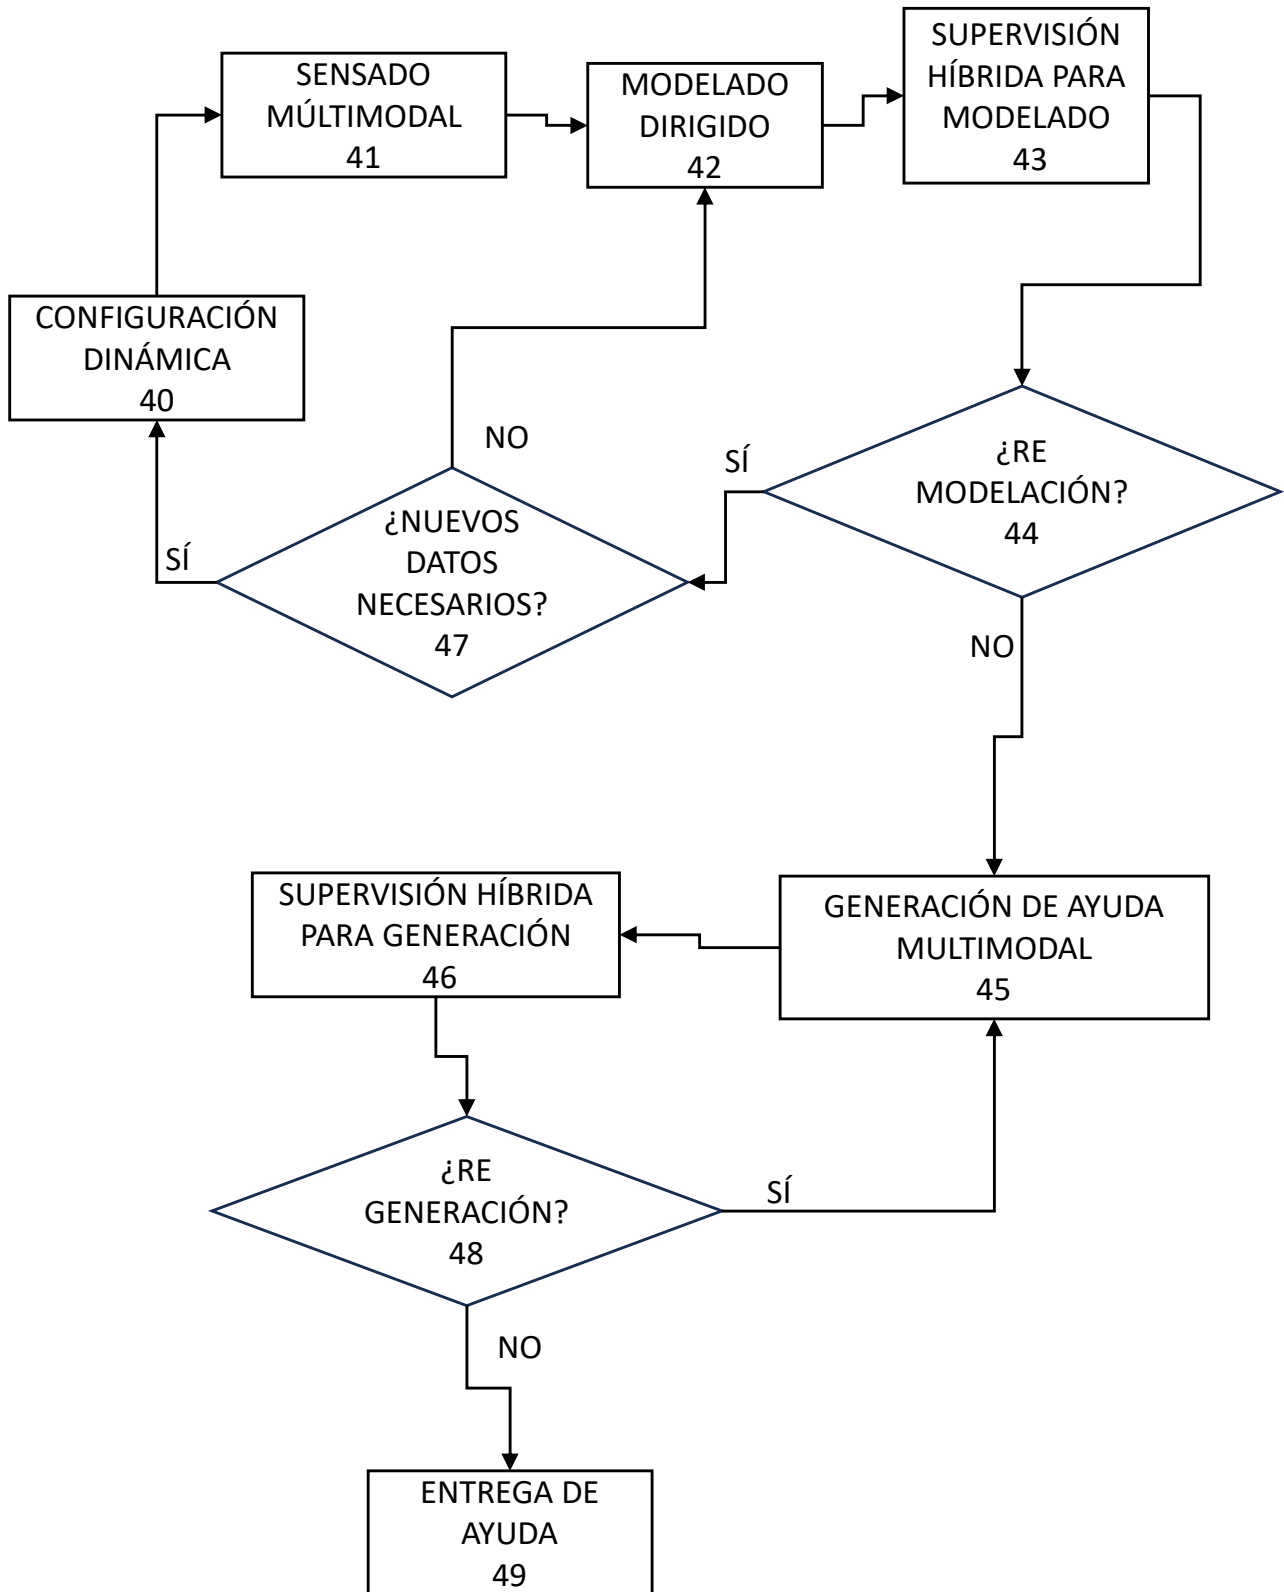 SUPERVISIÓN
HÍBRIDA PARA
MODELADO
43
SENSADO
MÚLTIMODAL
41
MODELADO
DIRIGIDO
42
CONFIGURACIÓN
DINÁMICA
40
NO
SÍ
¿RE
MODELACIÓN?
44
SÍ
¿NUEVOS
DATOS
NECESARIOS?
47
NO
SUPERVISIÓN HÍBRIDA
PARA GENERACIÓN
46
GENERACIÓN DE AYUDA
MULTIMODAL
45
¿RE
GENERACIÓN?
48
SÍ
NO
ENTREGA DE
AYUDA
49